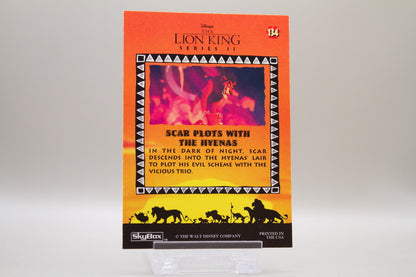 Disney's
THE
LION KING
SERIES II
134
SCAR PLOTS WITH
THE HYENAS
IN THE DARK OF NIGHT, SCAR
DESCENDS INTO THE HYENAS' LAIR
TO PLOT HIS EVIL SCHEME WITH THE
VICIOUS TRIO.
SkyBox
© THE WALT DISNEY COMPANY
PRINTED IN
THE USA